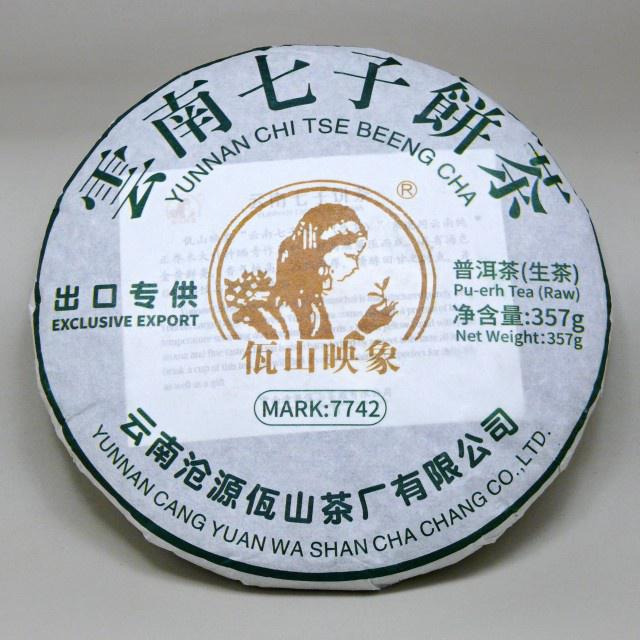 雲南七子餅茶
YUNNAN CHI TSE BEENG CHA
®
出口专供
EXCLUSIVE EXPORT
普洱茶(生茶)
Pu-erh Tea (Raw)
净含量:357g
Net Weight:357g
佤山映象
MARK:7742
云南沧源佤山茶厂有限公司
YUNNAN CANG YUAN WA SHAN CHA CHANG CO.,LTD.